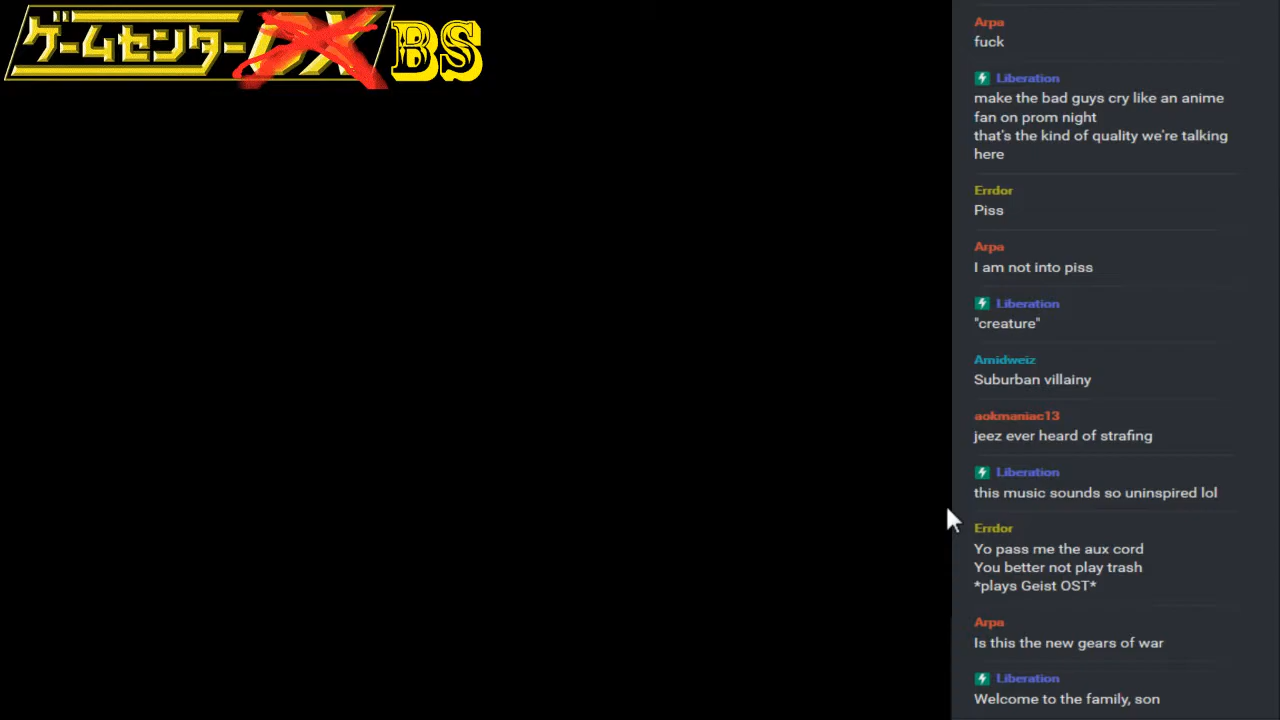 ゲームセンターDX BS
Arpa
fuck
Liberation
make the bad guys cry like an anime
fan on prom night
that's the kind of quality we're talking
here
Errdor
Piss
Arpa
I am not into piss
Liberation
"creature"
Amidweiz
Suburban villainy
aokmaniac13
jeez ever heard of strafing
Liberation
this music sounds so uninspired lol
Errdor
Yo pass me the aux cord
You better not play trash
*plays Geist OST*
Arpa
Is this the new gears of war
Liberation
Welcome to the family, son